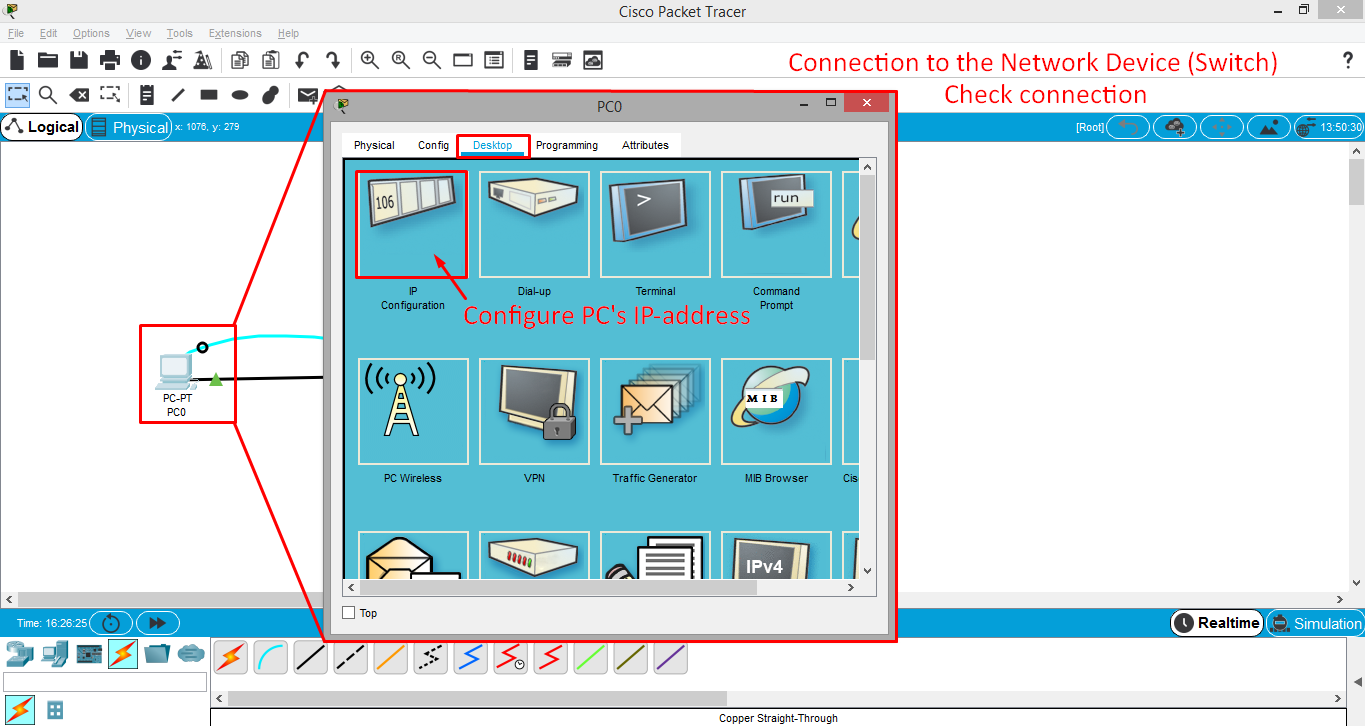 Cisco Packet Tracer
File Edit Options View Tools Extensions Help
Connection to the Network Device (Switch)
Check connection
?
Logical Physical x: 1076, y: 279
[Root] 13:50:30
PC0
Physical Config Desktop Programming Attributes
106
>
run
IP
Configuration
Dial-up
Terminal
Command
Prompt
Configure PC's IP-address
PC-PT
PC0
MIB
PC Wireless
VPN
Traffic Generator
MIB Browser
Cis
IPv4
Top
Time: 16:26:25
Realtime Simulation
Copper Straight-Through